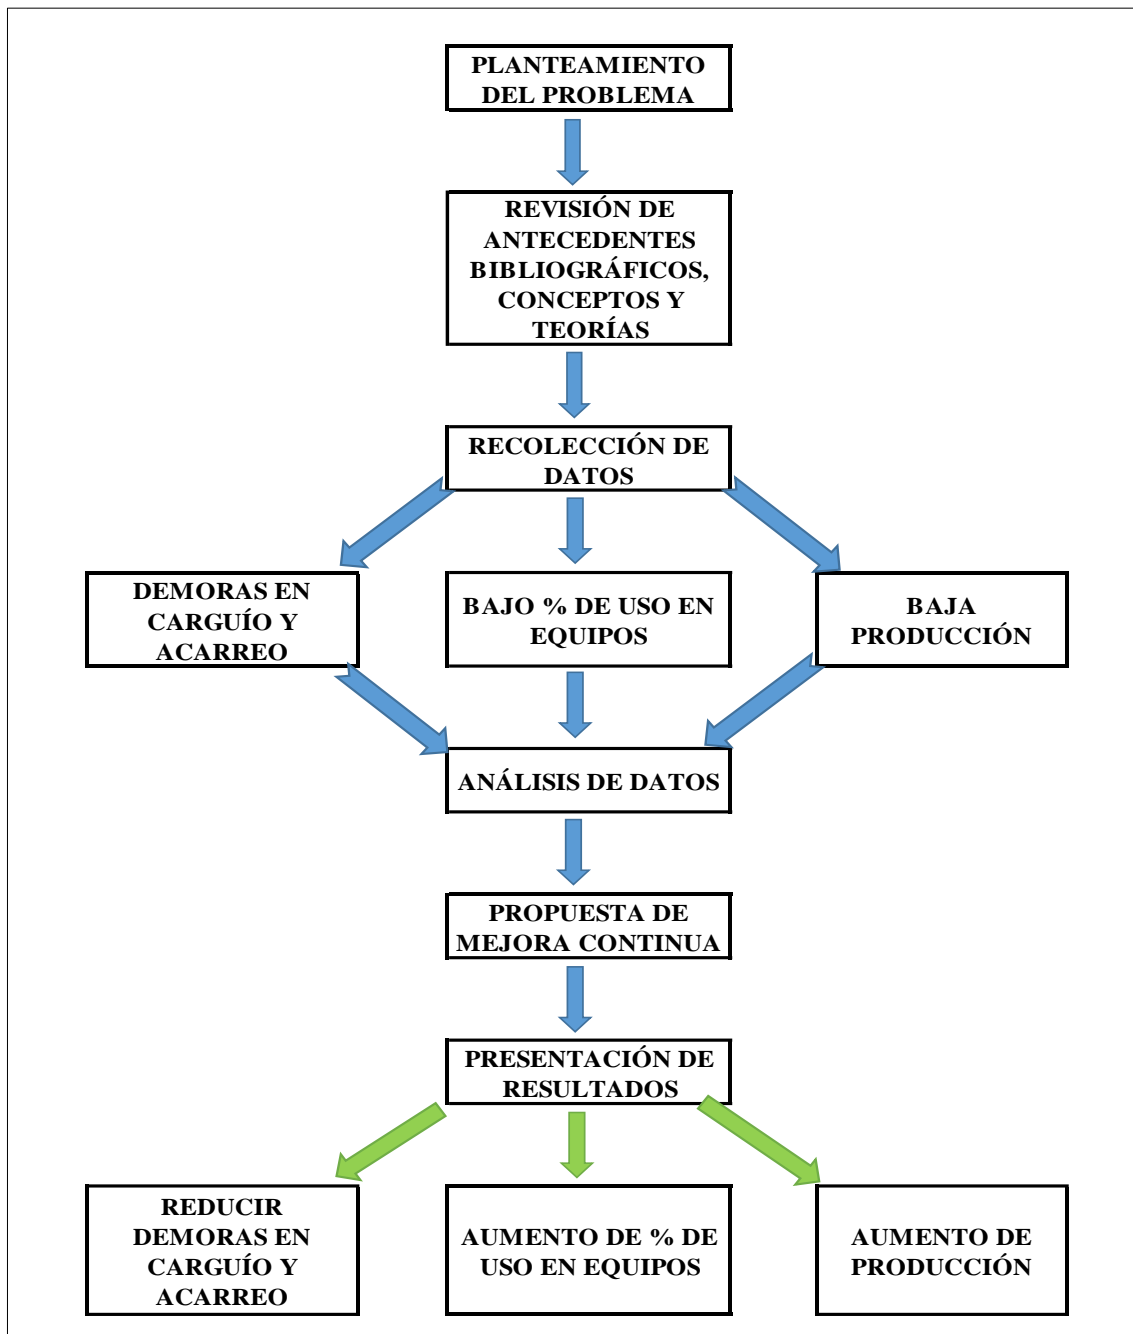 PLANTEAMIENTO
DEL PROBLEMA
REVISIÓN DE
ANTECEDENTES
BIBLIOGRÁFICOS,
CONCEPTOS Y
TEORÍAS
RECOLECCIÓN DE
DATOS
DEMORAS EN
CARGUÍO Y
ACARREO
BAJO % DE USO EN
EQUIPOS
BAJA
PRODUCCIÓN
ANÁLISIS DE DATOS
PROPUESTA DE
MEJORA CONTINUA
PRESENTACIÓN DE
RESULTADOS
REDUCIR
DEMORAS EN
CARGUÍO Y
ACARREO
AUMENTO DE % DE
USO EN EQUIPOS
AUMENTO DE
PRODUCCIÓN